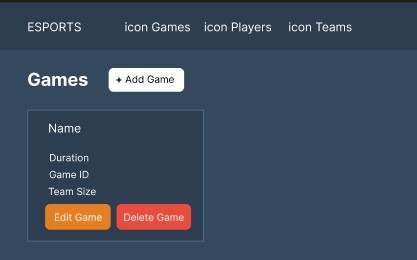 ESPORTS icon Games icon Players icon Teams
Games + Add Game
Name
Duration
Game ID
Team Size
Edit Game Delete Game